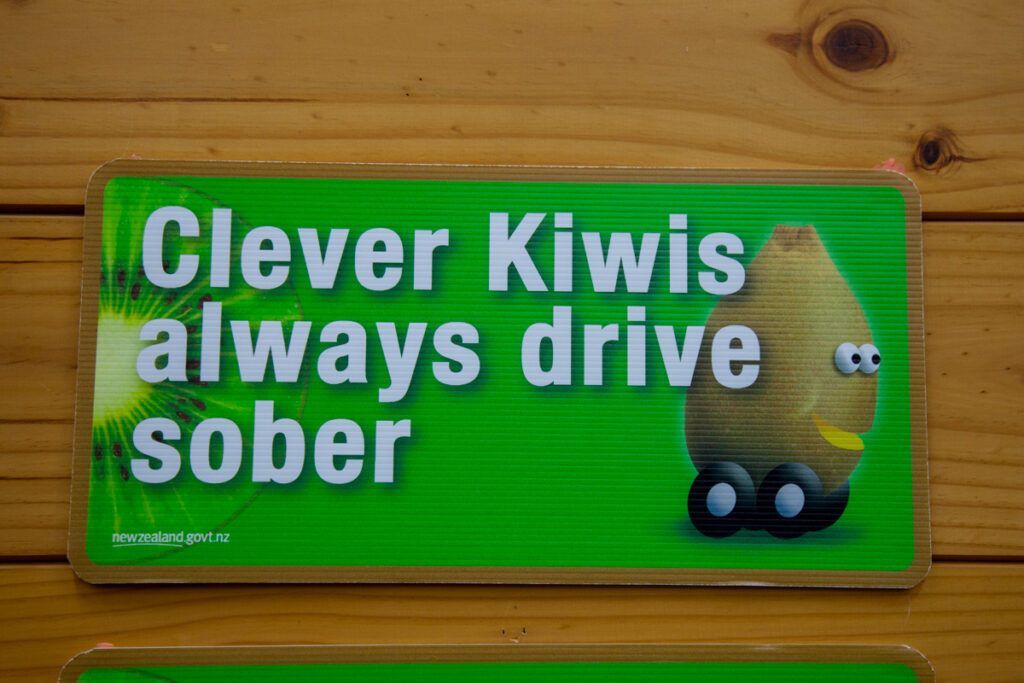 Clever Kiwis
always drive
sober
newzealand.govt.nz